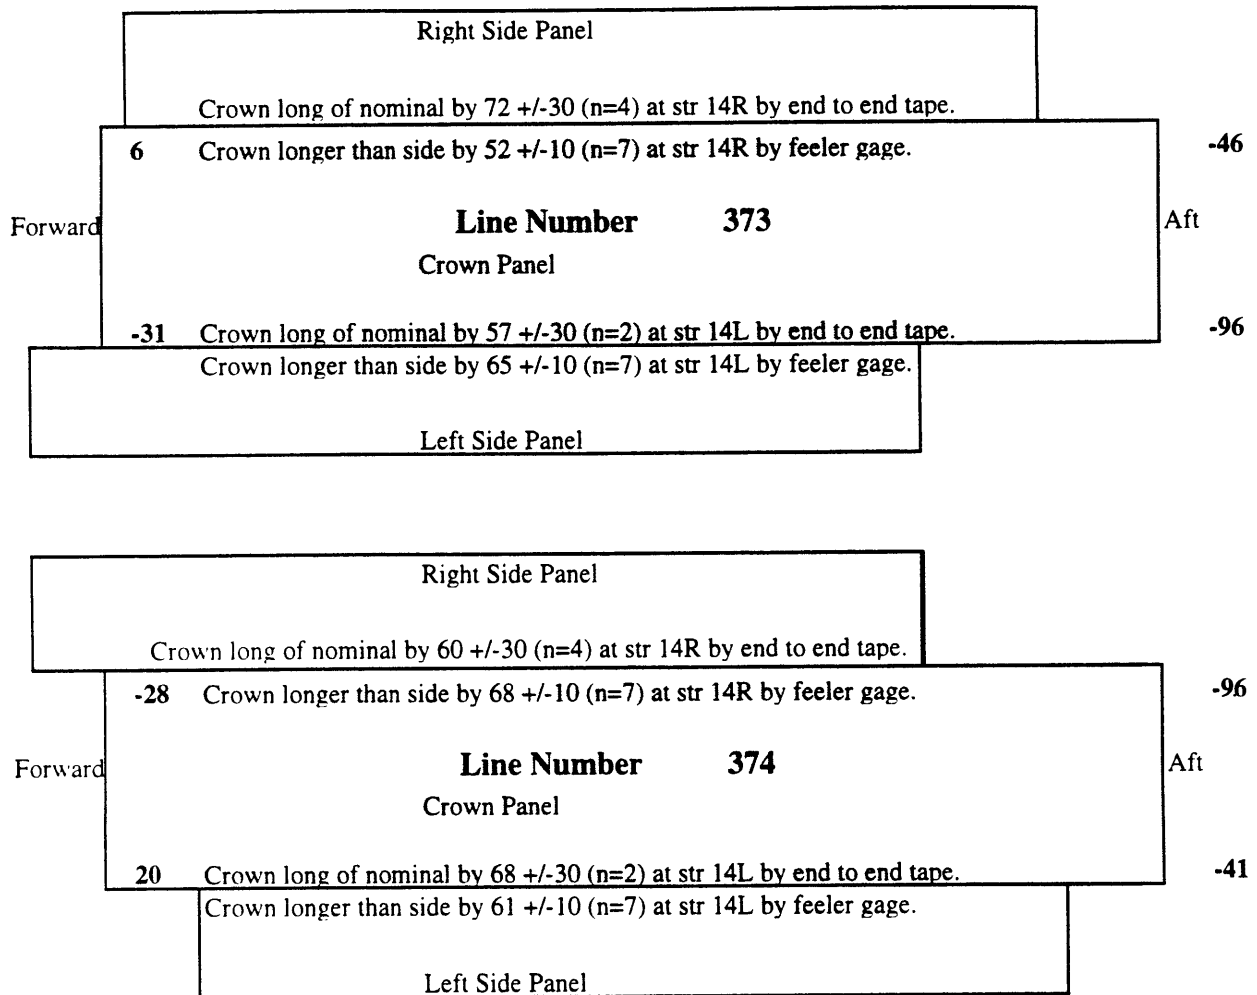 Right Side Panel
Crown long of nominal by 72 +/-30 (n=4) at str 14R by end to end tape.
6 Crown longer than side by 52 +/-10 (n=7) at str 14R by feeler gage. -46
Forward Line Number 373 Aft
Crown Panel
-31 Crown long of nominal by 57 +/-30 (n=2) at str 14L by end to end tape. -96
Crown longer than side by 65 +/-10 (n=7) at str 14L by feeler gage.
Left Side Panel
Right Side Panel
Crown long of nominal by 60 +/-30 (n=4) at str 14R by end to end tape.
-28 Crown longer than side by 68 +/-10 (n=7) at str 14R by feeler gage. -96
Forward Line Number 374 Aft
Crown Panel
20 Crown long of nominal by 68 +/-30 (n=2) at str 14L by end to end tape. -41
Crown longer than side by 61 +/-10 (n=7) at str 14L by feeler gage.
Left Side Panel